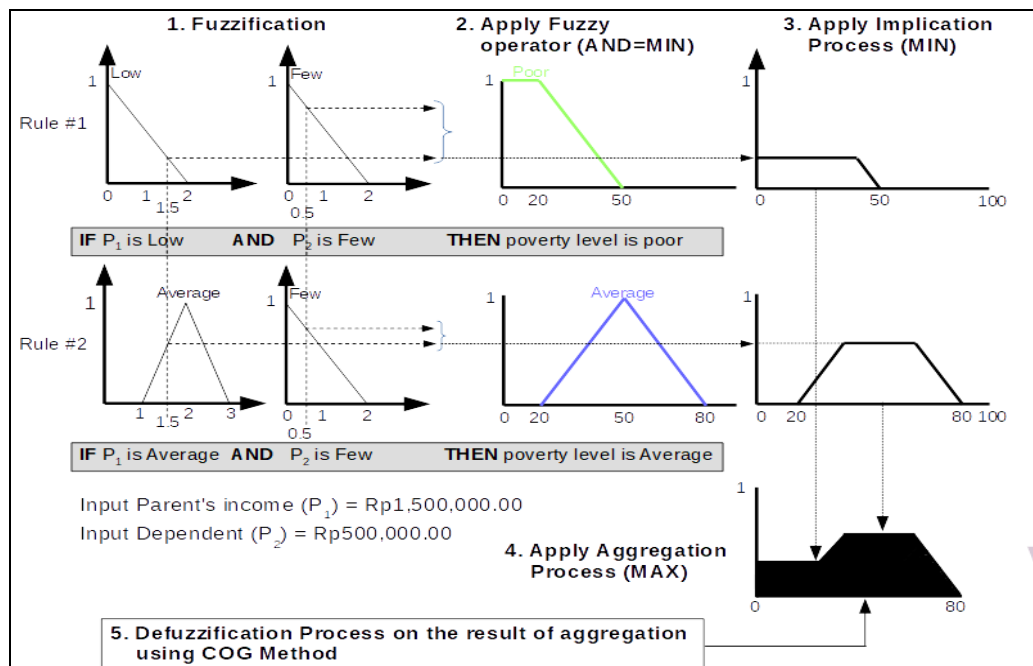 1. Fuzzification
2. Apply Fuzzy
operator (AND=MIN)
3. Apply Implication
Process (MIN)
Rule #1
1
Low
0 1 2
1.5
1
Few
0 1 2
0.5
1
Poor
0 20 50
1
0 50 100
IF P₁ is Low AND P₂ is Few THEN poverty level is poor
Rule #2
1
Average
1 2 3
1.5
1
Few
0 1 2
0.5
1
Average
0 20 50 80
1
0 20 80 100
IF P₁ is Average AND P₂ is Few THEN poverty level is Average
Input Parent's income (P₁) = Rp1,500,000.00
Input Dependent (P₂) = Rp500,000.00
4. Apply Aggregation
Process (MAX)
1
0 80
5. Defuzzification Process on the result of aggregation
using COG Method